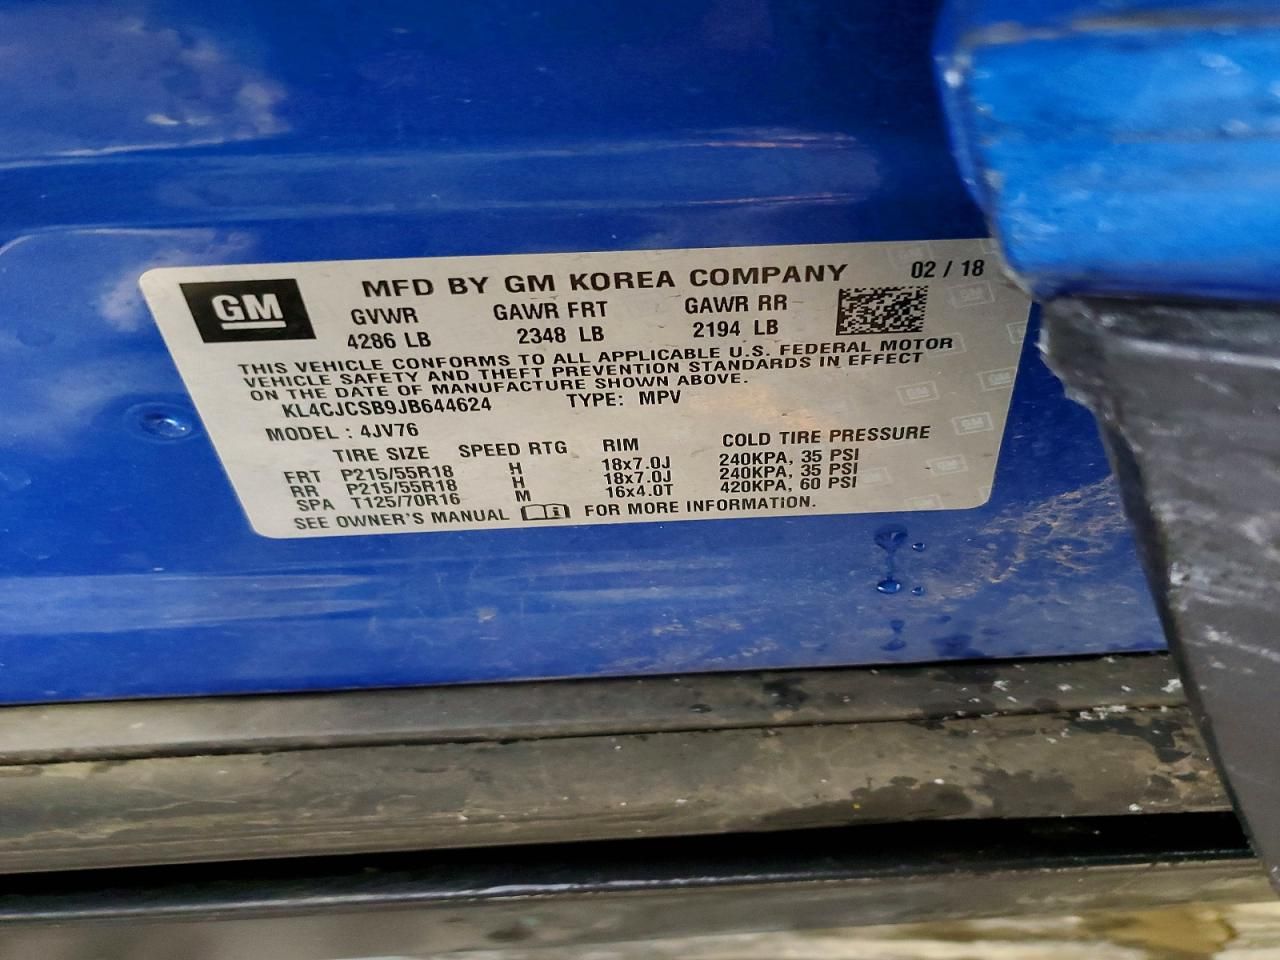 GM
MFD BY GM KOREA COMPANY 02 / 18
GVWR GAWR FRT GAWR RR
4286 LB 2348 LB 2194 LB
THIS VEHICLE CONFORMS TO ALL APPLICABLE U.S. FEDERAL MOTOR
VEHICLE SAFETY AND THEFT PREVENTION STANDARDS IN EFFECT
ON THE DATE OF MANUFACTURE SHOWN ABOVE.
KL4CJCSB9JB644624 TYPE: MPV
MODEL : 4JV76
TIRE SIZE SPEED RTG RIM COLD TIRE PRESSURE
FRT P215/55R18 H 18x7.0J 240KPA, 35 PSI
RR P215/55R18 H 18x7.0J 240KPA, 35 PSI
SPA T125/70R16 M 16x4.0T 420KPA, 60 PSI
SEE OWNER'S MANUAL FOR MORE INFORMATION.